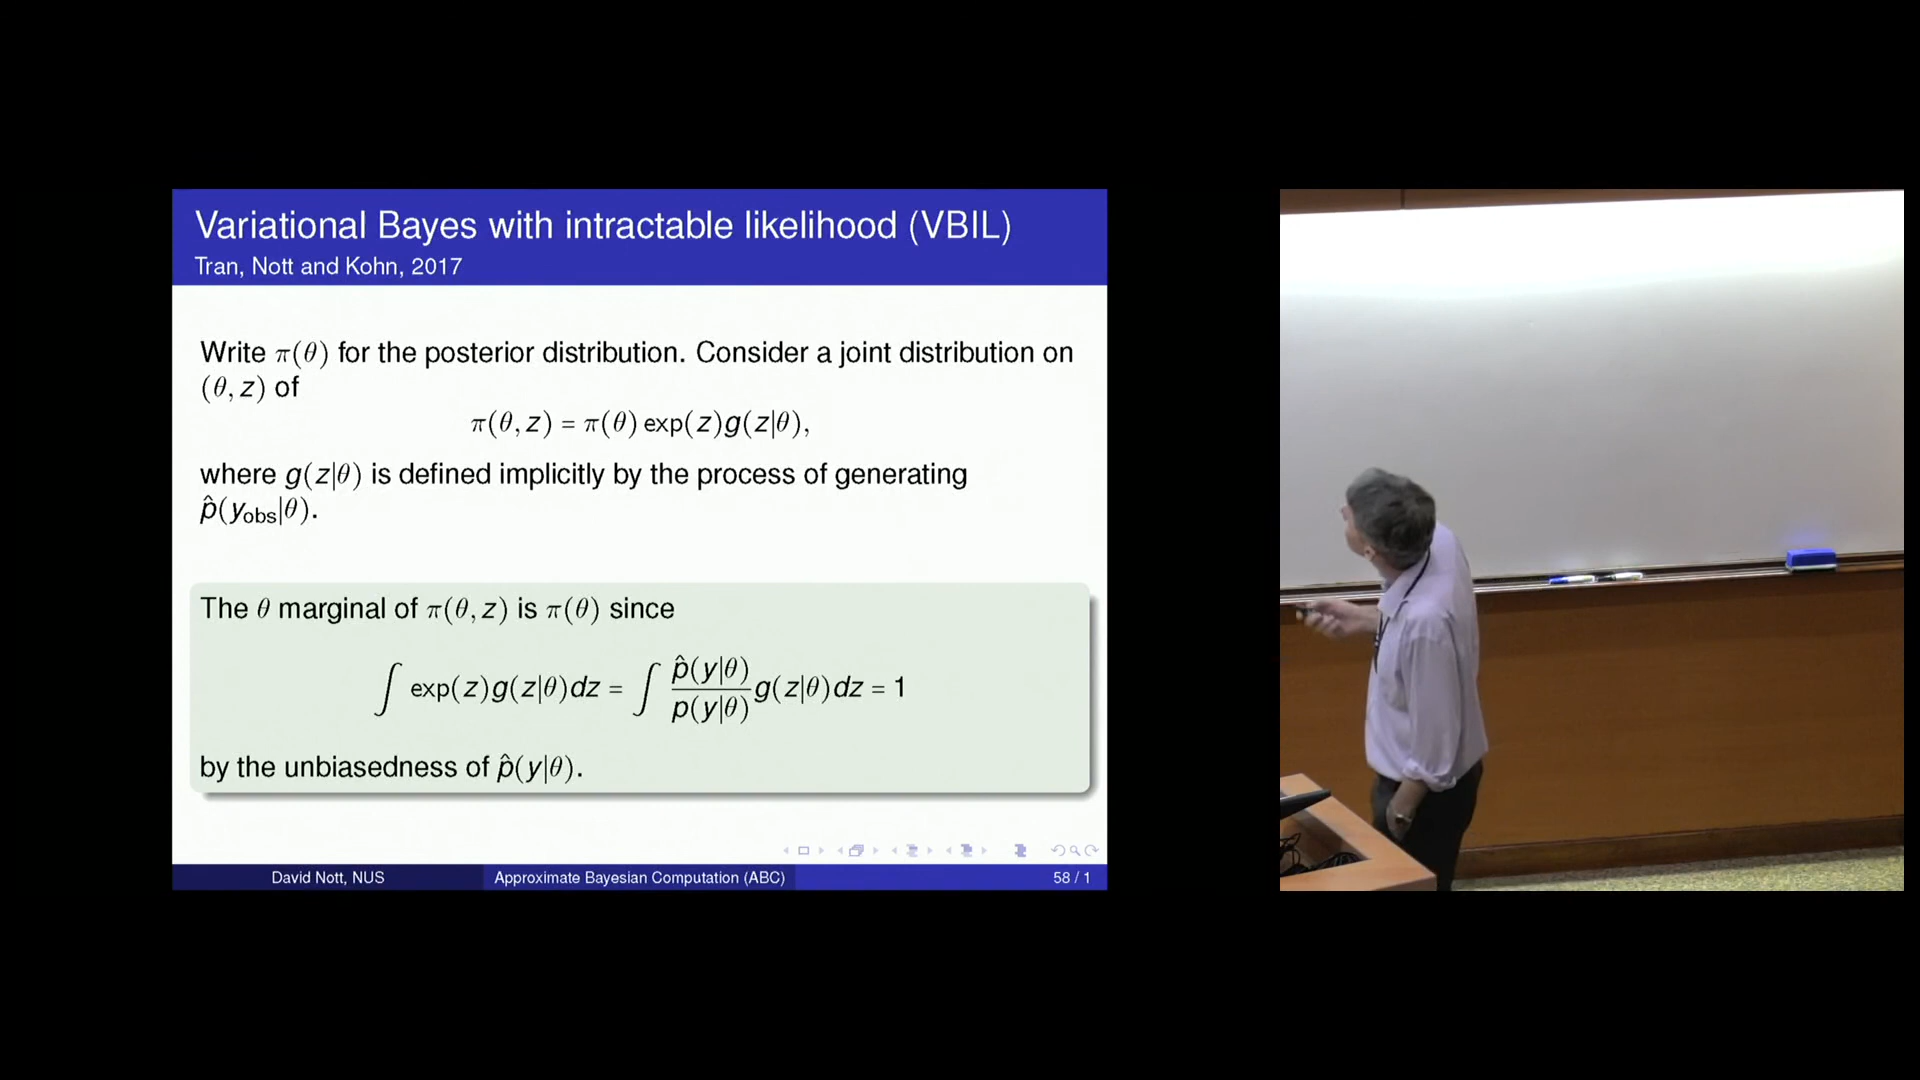 Variational Bayes with intractable likelihood (VBIL)
Tran, Nott and Kohn, 2017
Write π(θ) for the posterior distribution. Consider a joint distribution on
(θ, z) of
π(θ, z) = π(θ) exp(z)g(z|θ),
where g(z|θ) is defined implicitly by the process of generating
p̂(y_obs|θ).
The θ marginal of π(θ, z) is π(θ) since
∫ exp(z)g(z|θ)dz = ∫ p̂(y|θ)/p(y|θ) g(z|θ)dz = 1
by the unbiasedness of p̂(y|θ).
David Nott, NUS Approximate Bayesian Computation (ABC) 58 / 1